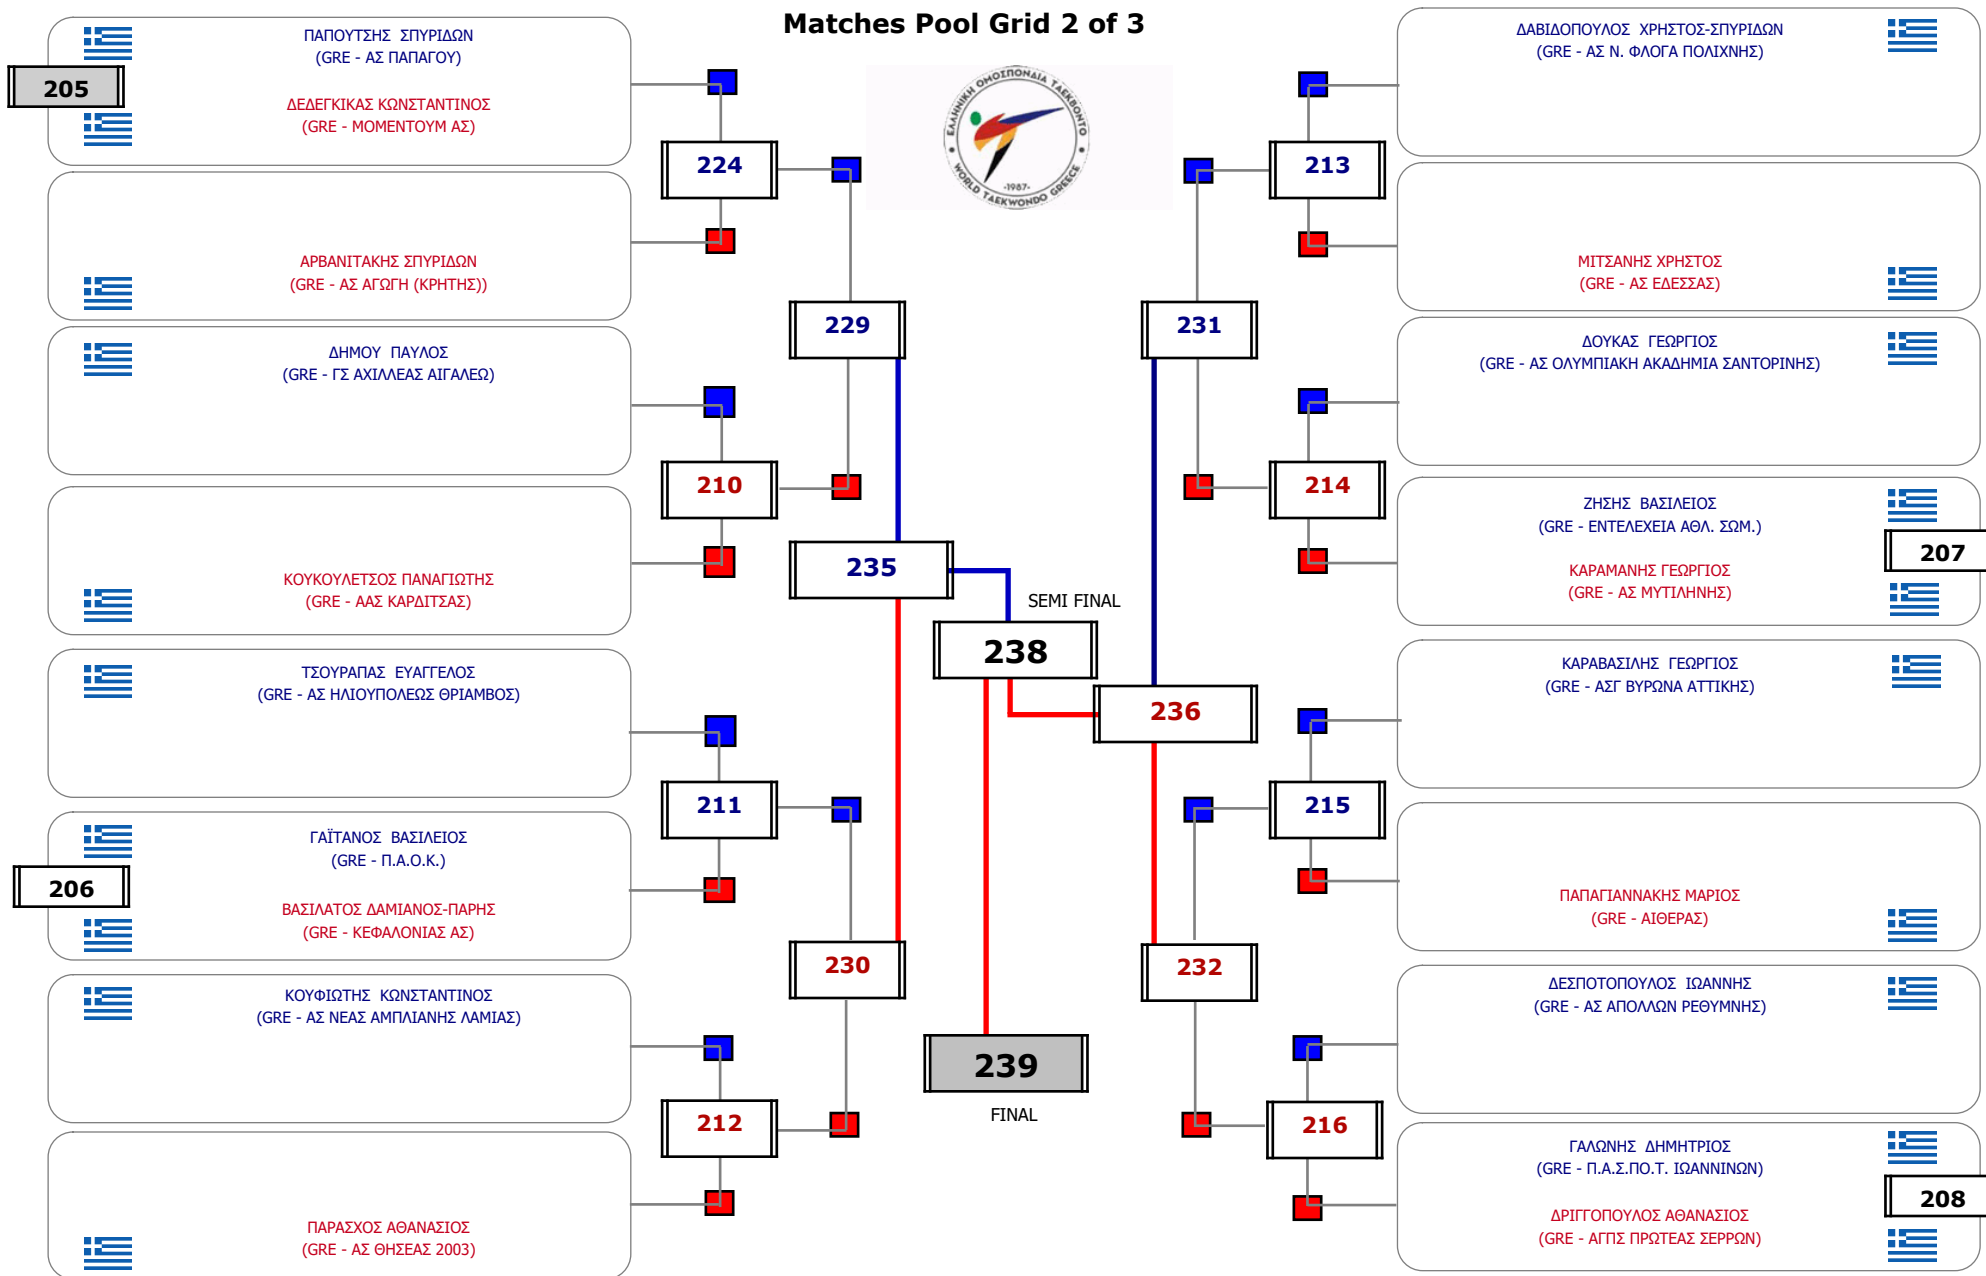 Matches Pool Grid 2 of 3
ΠΑΠΟΥΤΣΗΣ ΣΠΥΡΙΔΩΝ
(GRE - ΑΣ ΠΑΠΑΓΟΥ)
205
ΔΕΔΕΓΚΙΚΑΣ ΚΩΝΣΤΑΝΤΙΝΟΣ
(GRE - ΜΟΜΕΝΤΟΥΜ ΑΣ)
224
ΑΡΒΑΝΙΤΑΚΗΣ ΣΠΥΡΙΔΩΝ
(GRE - ΑΣ ΑΓΩΓΗ (ΚΡΗΤΗΣ))
229
ΔΗΜΟΥ ΠΑΥΛΟΣ
(GRE - ΓΣ ΑΧΙΛΛΕΑΣ ΑΙΓΑΛΕΩ)
210
ΚΟΥΚΟΥΛΕΤΣΟΣ ΠΑΝΑΓΙΩΤΗΣ
(GRE - ΑΑΣ ΚΑΡΔΙΤΣΑΣ)
235
ΤΣΟΥΡΑΠΑΣ ΕΥΑΓΓΕΛΟΣ
(GRE - ΑΣ ΗΛΙΟΥΠΟΛΕΩΣ ΘΡΙΑΜΒΟΣ)
211
ΓΑΪΤΑΝΟΣ ΒΑΣΙΛΕΙΟΣ
(GRE - Π.Α.Ο.Κ.)
206
ΒΑΣΙΛΑΤΟΣ ΔΑΜΙΑΝΟΣ-ΠΑΡΗΣ
(GRE - ΚΕΦΑΛΟΝΙΑΣ ΑΣ)
230
ΚΟΥΦΙΩΤΗΣ ΚΩΝΣΤΑΝΤΙΝΟΣ
(GRE - ΑΣ ΝΕΑΣ ΑΜΠΛΙΑΝΗΣ ΛΑΜΙΑΣ)
212
ΠΑΡΑΣΧΟΣ ΑΘΑΝΑΣΙΟΣ
(GRE - ΑΣ ΘΗΣΕΑΣ 2003)
ΕΛΛΗΝΙΚΗ ΟΜΟΣΠΟΝΔΙΑ ΤΑΕΚΒΟΝΤΟ
-1987-
WORLD TAEKWONDO GREECE
SEMI FINAL
238
239
FINAL
ΔΑΒΙΔΟΠΟΥΛΟΣ ΧΡΗΣΤΟΣ-ΣΠΥΡΙΔΩΝ
(GRE - ΑΣ Ν. ΦΛΟΓΑ ΠΟΛΙΧΝΗΣ)
213
ΜΙΤΣΑΝΗΣ ΧΡΗΣΤΟΣ
(GRE - ΑΣ ΕΔΕΣΣΑΣ)
231
ΔΟΥΚΑΣ ΓΕΩΡΓΙΟΣ
(GRE - ΑΣ ΟΛΥΜΠΙΑΚΗ ΑΚΑΔΗΜΙΑ ΣΑΝΤΟΡΙΝΗΣ)
214
ΖΗΣΗΣ ΒΑΣΙΛΕΙΟΣ
(GRE - ΕΝΤΕΛΕΧΕΙΑ ΑΘΛ. ΣΩΜ.)
207
ΚΑΡΑΜΑΝΗΣ ΓΕΩΡΓΙΟΣ
(GRE - ΑΣ ΜΥΤΙΛΗΝΗΣ)
236
ΚΑΡΑΒΑΣΙΛΗΣ ΓΕΩΡΓΙΟΣ
(GRE - ΑΣΓ ΒΥΡΩΝΑ ΑΤΤΙΚΗΣ)
215
ΠΑΠΑΓΙΑΝΝΑΚΗΣ ΜΑΡΙΟΣ
(GRE - ΑΙΘΕΡΑΣ)
232
ΔΕΣΠΟΤΟΠΟΥΛΟΣ ΙΩΑΝΝΗΣ
(GRE - ΑΣ ΑΠΟΛΛΩΝ ΡΕΘΥΜΝΗΣ)
216
ΓΑΛΩΝΗΣ ΔΗΜΗΤΡΙΟΣ
(GRE - Π.Α.Σ.ΠΟ.Τ. ΙΩΑΝΝΙΝΩΝ)
208
ΔΡΙΓΓΟΠΟΥΛΟΣ ΑΘΑΝΑΣΙΟΣ
(GRE - ΑΓΠΣ ΠΡΩΤΕΑΣ ΣΕΡΡΩΝ)